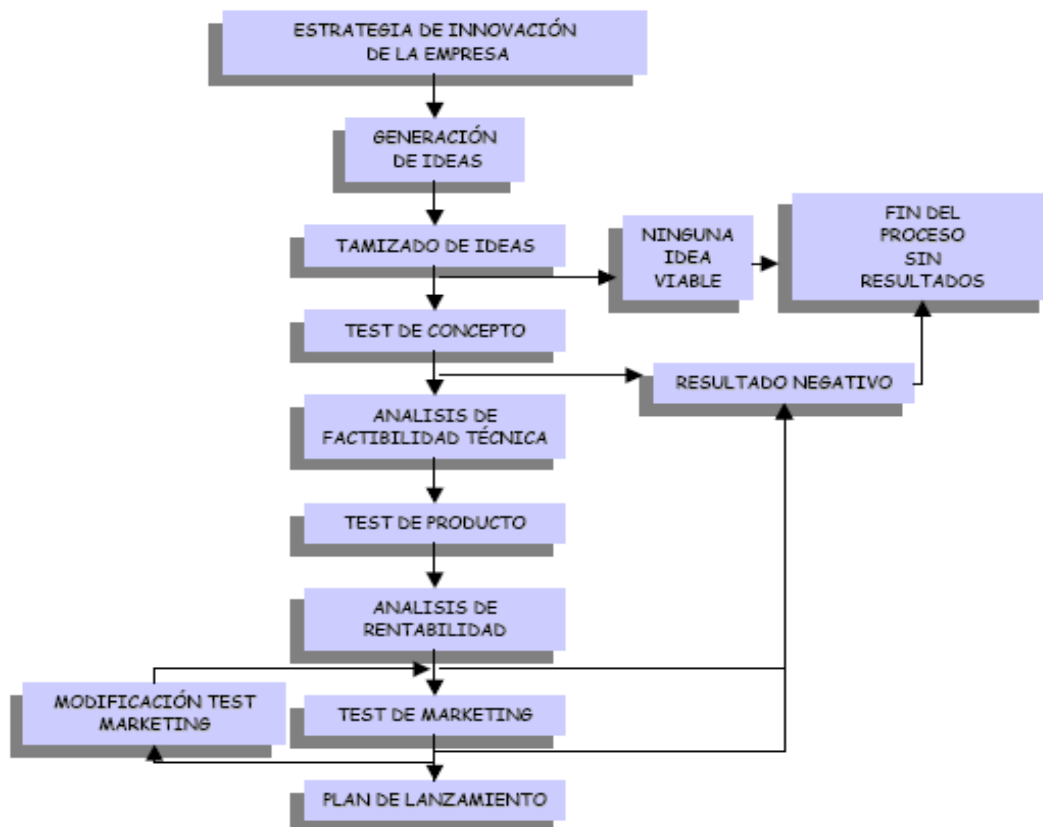 ESTRATEGIA DE INNOVACIÓN
DE LA EMPRESA
GENERACIÓN
DE IDEAS
TAMIZADO DE IDEAS
NINGUNA
IDEA
VIABLE
FIN DEL
PROCESO
SIN
RESULTADOS
TEST DE CONCEPTO
RESULTADO NEGATIVO
ANALISIS DE
FACTIBILIDAD TÉCNICA
TEST DE PRODUCTO
ANALISIS DE
RENTABILIDAD
MODIFICACIÓN TEST
MARKETING
TEST DE MARKETING
PLAN DE LANZAMIENTO